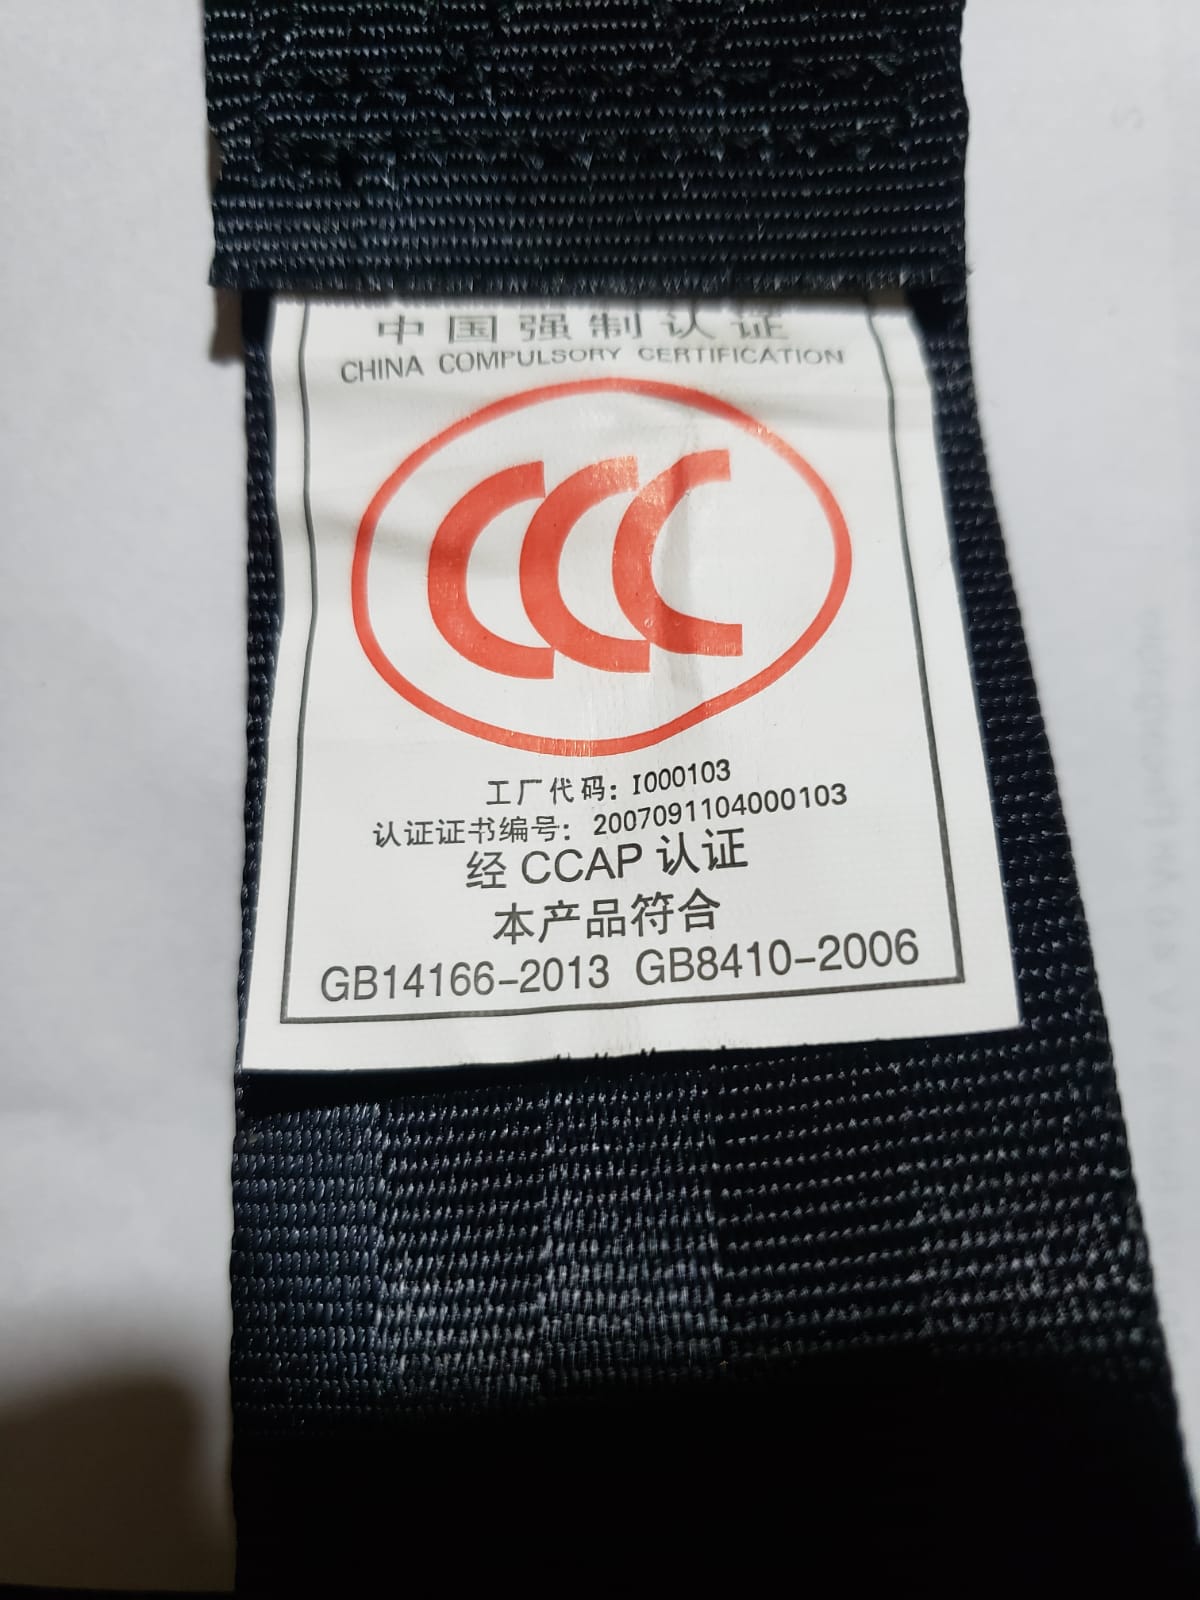 中国强制认证
CHINA COMPULSORY CERTIFICATION
CCC
工厂代码: I000103
认证证书编号: 2007091104000103
经 CCAP 认证
本产品符合
GB14166-2013 GB8410-2006